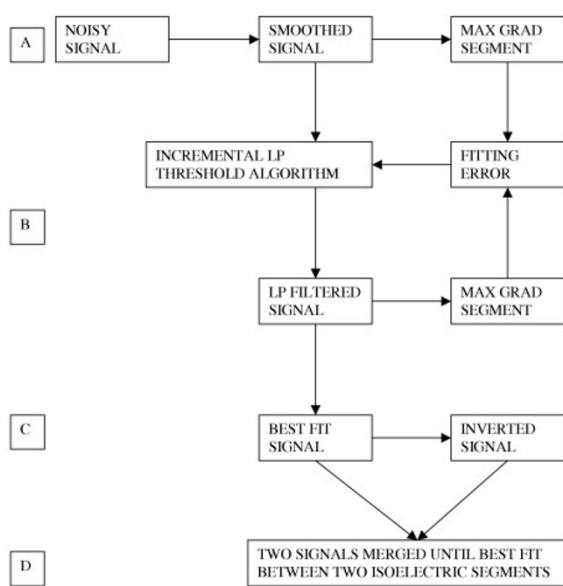 A
NOISY
SIGNAL
SMOOTHED
SIGNAL
MAX GRAD
SEGMENT
INCREMENTAL LP
THRESHOLD ALGORITHM
FITTING
ERROR
B
LP FILTERED
SIGNAL
MAX GRAD
SEGMENT
C
BEST FIT
SIGNAL
INVERTED
SIGNAL
D
TWO SIGNALS MERGED UNTIL BEST FIT
BETWEEN TWO ISOELECTRIC SEGMENTS